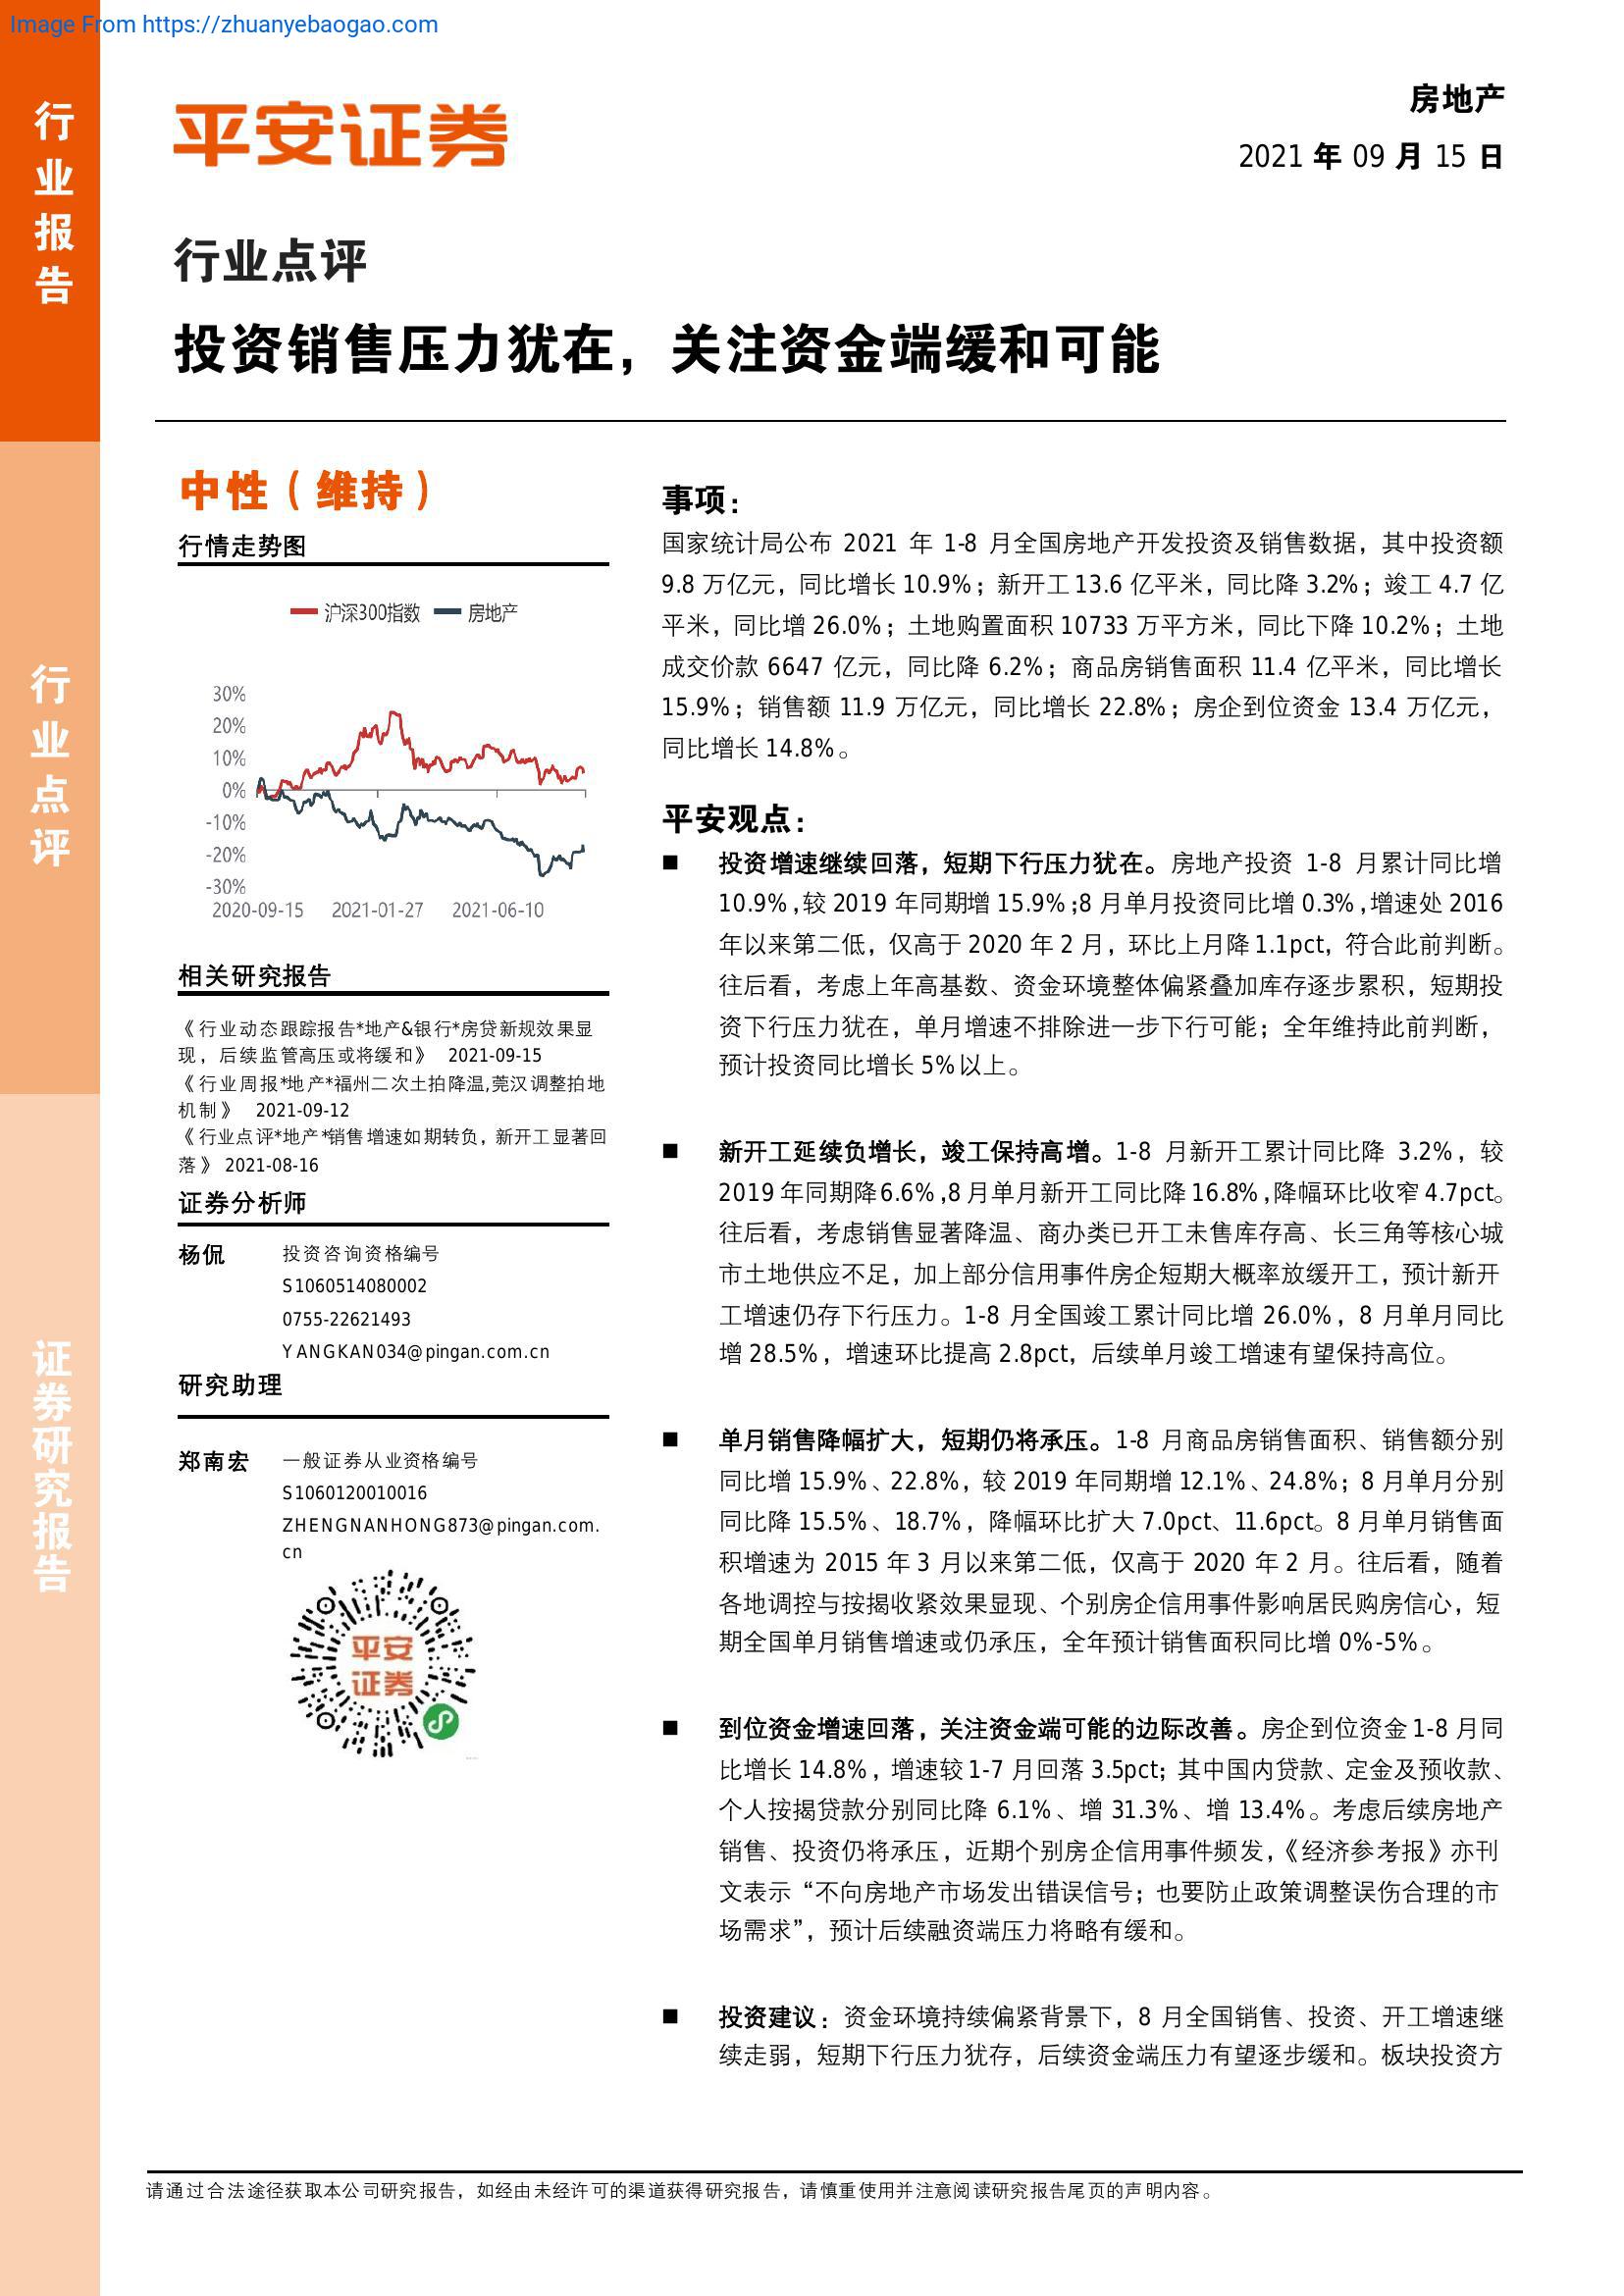 Image From https://zhuanyebaogao.com
行业报告
行业点评
证券研究报告
平安证券
房地产
2021 年 09 月 15 日
行业点评
投资销售压力犹在，关注资金端缓和可能
中性（维持）
行情走势图
沪深300指数 房地产
30%
20%
10%
0%
-10%
-20%
-30%
2020-09-15 2021-01-27 2021-06-10
相关研究报告
《行业动态跟踪报告*地产&银行*房贷新规效果显
现，后续监管高压或将缓和》 2021-09-15
《行业周报*地产*福州二次土拍降温,莞汉调整拍地
机制》 2021-09-12
《行业点评*地产*销售增速如期转负，新开工显著回
落》 2021-08-16
证券分析师
杨侃 投资咨询资格编号
S1060514080002
0755-22621493
YANGKAN034@pingan.com.cn
研究助理
郑南宏 一般证券从业资格编号
S1060120010016
ZHENGNANHONG873@pingan.com.
cn
平安
证券
事项：
国家统计局公布 2021 年 1-8 月全国房地产开发投资及销售数据，其中投资额
9.8 万亿元，同比增长 10.9%；新开工 13.6 亿平米，同比降 3.2%；竣工 4.7 亿
平米，同比增 26.0%；土地购置面积 10733 万平方米，同比下降 10.2%；土地
成交价款 6647 亿元，同比降 6.2%；商品房销售面积 11.4 亿平米，同比增长
15.9%；销售额 11.9 万亿元，同比增长 22.8%；房企到位资金 13.4 万亿元，
同比增长 14.8%。
平安观点：
■ 投资增速继续回落，短期下行压力犹在。房地产投资 1-8 月累计同比增
10.9%，较 2019 年同期增 15.9%；8 月单月投资同比增 0.3%，增速处 2016
年以来第二低，仅高于 2020 年 2 月，环比上月降 1.1pct，符合此前判断。
往后看，考虑上年高基数、资金环境整体偏紧叠加库存逐步累积，短期投
资下行压力犹在，单月增速不排除进一步下行可能；全年维持此前判断，
预计投资同比增长 5%以上。
■ 新开工延续负增长，竣工保持高增。1-8 月新开工累计同比降 3.2%，较
2019 年同期降 6.6%，8 月单月新开工同比降 16.8%，降幅环比收窄 4.7pct。
往后看，考虑销售显著降温、商办类已开工未售库存高、长三角等核心城
市土地供应不足，加上部分信用事件房企短期大概率放缓开工，预计新开
工增速仍存下行压力。1-8 月全国竣工累计同比增 26.0%，8 月单月同比
增 28.5%，增速环比提高 2.8pct，后续单月竣工增速有望保持高位。
■ 单月销售降幅扩大，短期仍将承压。1-8 月商品房销售面积、销售额分别
同比增 15.9%、22.8%，较 2019 年同期增 12.1%、24.8%；8 月单月分别
同比降 15.5%、18.7%，降幅环比扩大 7.0pct、11.6pct。8 月单月销售面
积增速为 2015 年 3 月以来第二低，仅高于 2020 年 2 月。往后看，随着
各地调控与按揭收紧效果显现、个别房企信用事件影响居民购房信心，短
期全国单月销售增速或仍承压，全年预计销售面积同比增 0%-5%。
■ 到位资金增速回落，关注资金端可能的边际改善。房企到位资金 1-8 月同
比增长 14.8%，增速较 1-7 月回落 3.5pct；其中国内贷款、定金及预收款、
个人按揭贷款分别同比降 6.1%、增 31.3%、增 13.4%。考虑后续房地产
销售、投资仍将承压，近期个别房企信用事件频发，《经济参考报》亦刊
文表示“不向房地产市场发出错误信号；也要防止政策调整误伤合理的市
场需求”，预计后续融资端压力将略有缓和。
■ 投资建议：资金环境持续偏紧背景下，8 月全国销售、投资、开工增速继
续走弱，短期下行压力犹存，后续资金端压力有望逐步缓和。板块投资方
请通过合法途径获取本公司研究报告，如经由未经许可的渠道获得研究报告，请慎重使用并注意阅读研究报告尾页的声明内容。